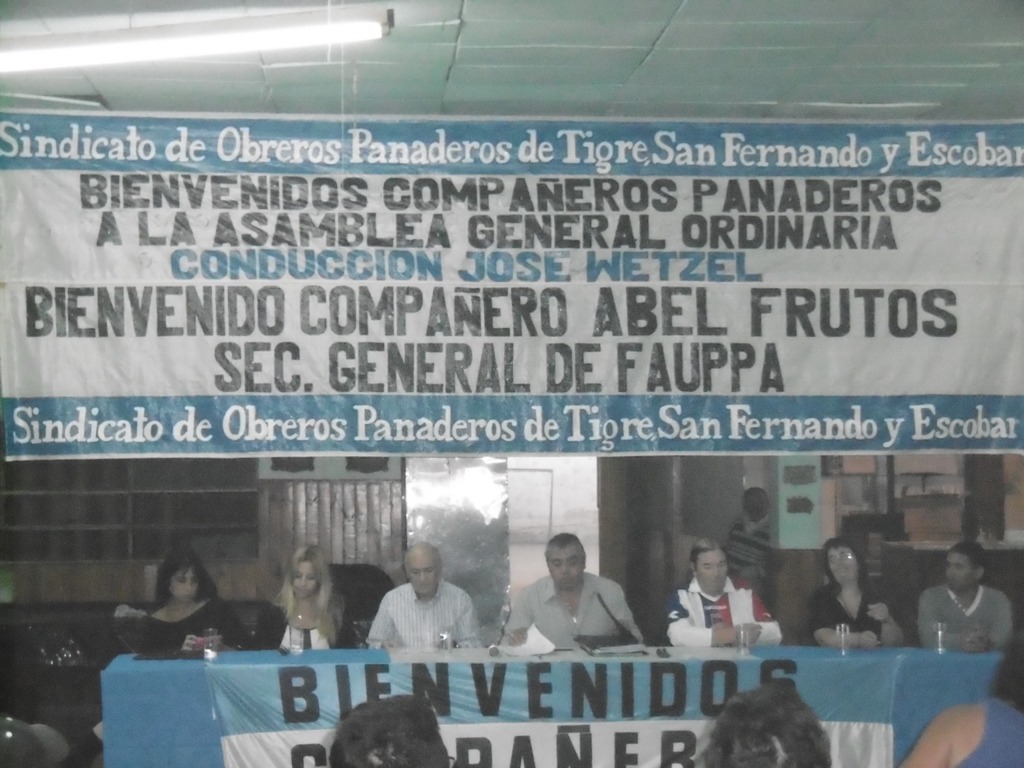 Sindicato de Obreros Panaderos de Tigre, San Fernando y Escobar
BIENVENIDOS COMPAÑEROS PANADEROS
A LA ASAMBLEA GENERAL ORDINARIA
CONDUCCION JOSE WETZEL
BIENVENIDO COMPAÑERO ABEL FRUTOS
SEC. GENERAL DE FAUPPA
Sindicato de Obreros Panaderos de Tigre, San Fernando y Escobar
BIENVENIDOS